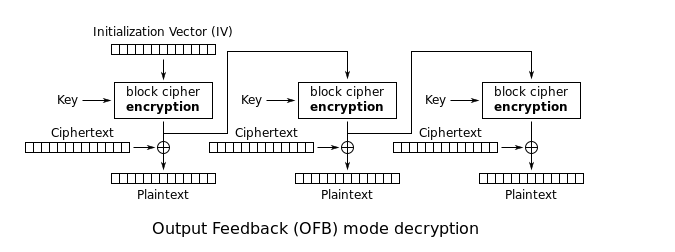 Initialization Vector (IV)
Key
block cipher
encryption
Ciphertext
Plaintext
Key
block cipher
encryption
Ciphertext
Plaintext
Key
block cipher
encryption
Ciphertext
Plaintext
Output Feedback (OFB) mode decryption